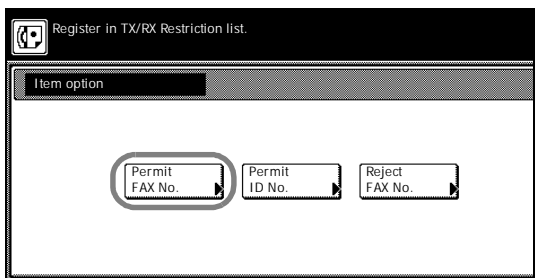 Register in TX/RX Restriction list.
Item option
Permit
FAX No.
Permit
ID No.
Reject
FAX No.